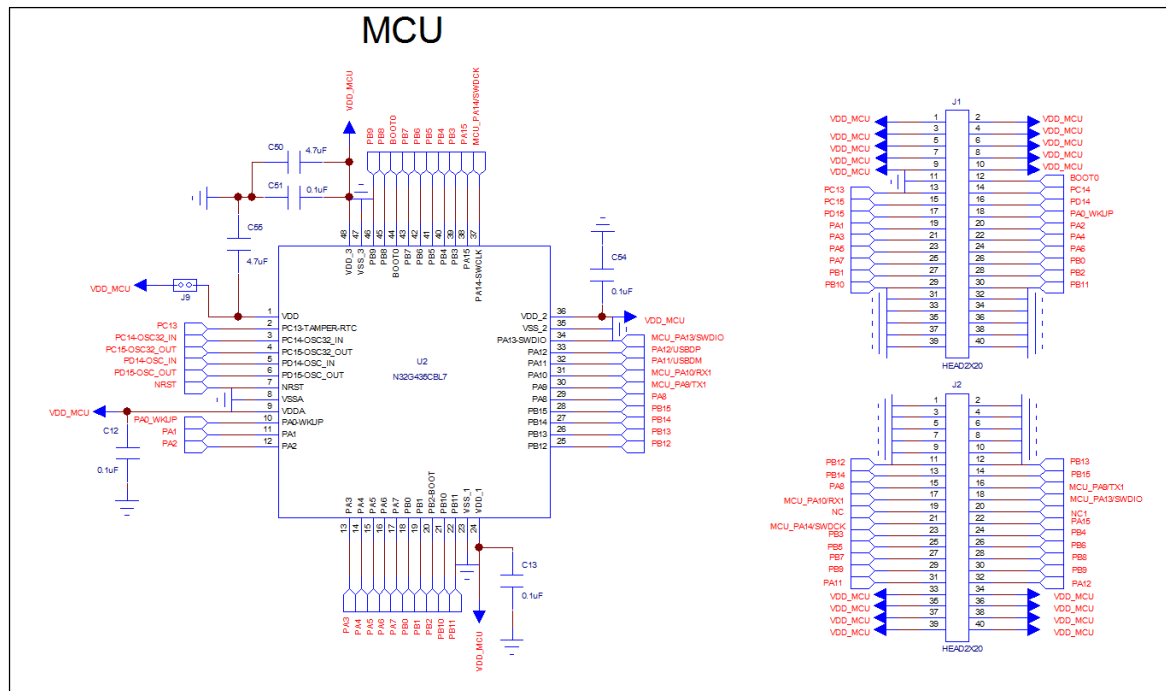 MCU
VDD_MCU
PB9
PB8
BOOT0
PB7
PB6
PB5
PB4
PB3
PA15
MCU_PA14/SWDCK
C50
4.7uF
C51
0.1uF
C55
4.7uF
48
47
46
45
44
43
42
41
40
39
38
37
VDD_3
VSS_3
PB9
PB8
BOOT0
PB7
PB6
PB5
PB4
PB3
PA15
PA14-SWCLK
C54
0.1uF
VDD_MCU
J9
VDD_MCU
PC13
PC14-OSC32_IN
PC15-OSC32_OUT
PD14-OSC_IN
PD15-OSC_OUT
NRST
VDD_MCU
PA0_WKUP
PA1
PA2
C12
0.1uF
1 VDD
2 PC13-TAMPER-RTC
3 PC14-OSC32_IN
4 PC15-OSC32_OUT
5 PD14-OSC_IN
6 PD15-OSC_OUT
7 NRST
8 VSSA
9 VDDA
10 PA0-WKUP
11 PA1
12 PA2
U2
N32G435CBL7
VDD_2 36
VSS_2 35
PA13-SWDIO 34
PA12 33
PA11 32
PA10 31
PA9 30
PA8 29
PB15 28
PB14 27
PB13 26
PB12 25
MCU_PA13/SWDIO
PA12/USBDP
PA11/USBDM
MCU_PA10/RX1
MCU_PA9/TX1
PA8
PB15
PB14
PB13
PB12
PA3
PA4
PA5
PA6
PA7
PB0
PB1
PB2-BOOT
PB10
PB11
VSS_1
VDD_1
13
14
15
16
17
18
19
20
21
22
23
24
C13
0.1uF
PA3
PA4
PA5
PA6
PA7
PB0
PB1
PB2
PB10
PB11
VDD_MCU
J1
VDD_MCU 1 2 VDD_MCU
VDD_MCU 3 4 VDD_MCU
VDD_MCU 5 6 VDD_MCU
VDD_MCU 7 8 VDD_MCU
VDD_MCU 9 10 VDD_MCU
11 12 BOOT0
PC13 13 14 PC14
PC15 15 16 PD14
PD15 17 18 PA0_WKUP
PA1 19 20 PA2
PA3 21 22 PA4
PA5 23 24 PA6
PA7 25 26 PB0
PB1 27 28 PB2
PB10 29 30 PB11
31 32
33 34
35 36
37 38
39 40
HEAD2X20
J2
1 2
3 4
5 6
7 8
9 10
PB12 11 12 PB13
PB14 13 14 PB15
PA8 15 16 MCU_PA9/TX1
MCU_PA10/RX1 17 18 MCU_PA13/SWDIO
NC 19 20 NC1
MCU_PA14/SWDCK 21 22 PA15
PB3 23 24 PB4
PB5 25 26 PB6
PB7 27 28 PB8
PB9 29 30 PB9
PA11 31 32 PA12
VDD_MCU 33 34 VDD_MCU
VDD_MCU 35 36 VDD_MCU
VDD_MCU 37 38 VDD_MCU
VDD_MCU 39 40 VDD_MCU
HEAD2X20